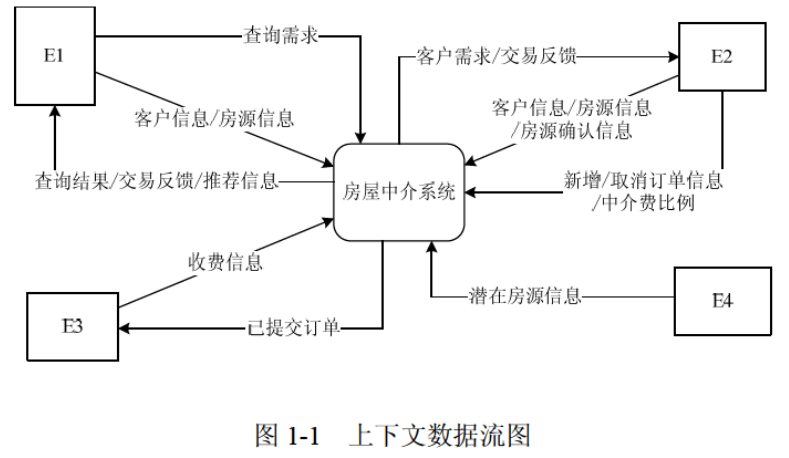 E1
查询需求
客户需求/交易反馈
E2
客户信息/房源信息
客户信息/房源信息
/房源确认信息
查询结果/交易反馈/推荐信息
房屋中介系统
新增/取消订单信息
/中介费比例
收费信息
E3
已提交订单
潜在房源信息
E4
图 1-1 上下文数据流图